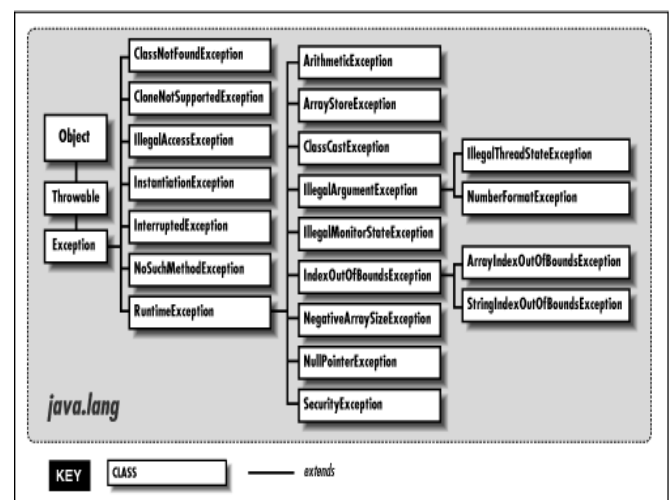 Object
Throwable
Exception
ClassNotFoundException
CloneNotSupportedException
IllegalAccessException
InstantiationException
InterruptedException
NoSuchMethodException
RuntimeException
ArithmeticException
ArrayStoreException
ClassCastException
IllegalArgumentException
IllegalMonitorStateException
IndexOutOfBoundsException
NegativeArraySizeException
NullPointerException
SecurityException
IllegalThreadStateException
NumberFormatException
ArrayIndexOutOfBoundsException
StringIndexOutOfBoundsException
java.lang
KEY CLASS extends